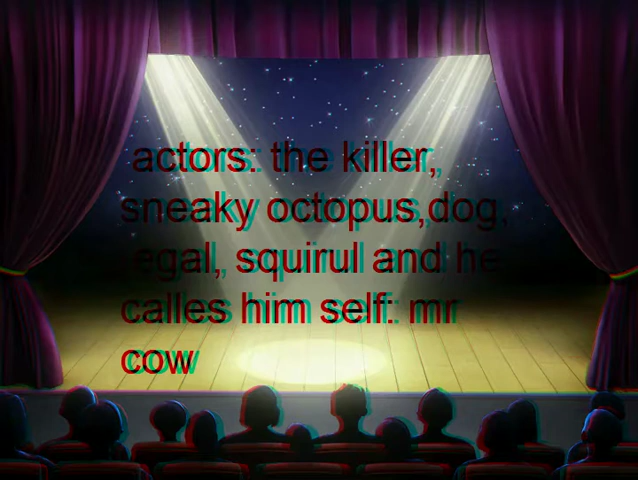 actors: the killer,
sneaky octopus,dog,
egal, squirul and he
calles him self: mr
cow